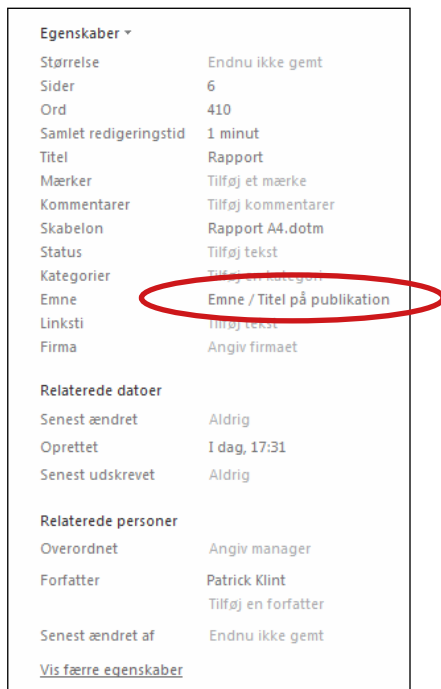 Egenskaber
Størrelse Endnu ikke gemt
Sider 6
Ord 410
Samlet redigeringstid 1 minut
Titel Rapport
Mærker Tilføj et mærke
Kommentarer Tilføj kommentarer
Skabelon Rapport A4.dotm
Status Tilføj tekst
Kategorier Tilføj en kategori
Emne Emne / Titel på publikation
Linksti Tilføj tekst
Firma Angiv firmaet
Relaterede datoer
Senest ændret Aldrig
Oprettet I dag, 17:31
Senest udskrevet Aldrig
Relaterede personer
Overordnet Angiv manager
Forfatter Patrick Klint
Tilføj en forfatter
Senest ændret af Endnu ikke gemt
Vis færre egenskaber